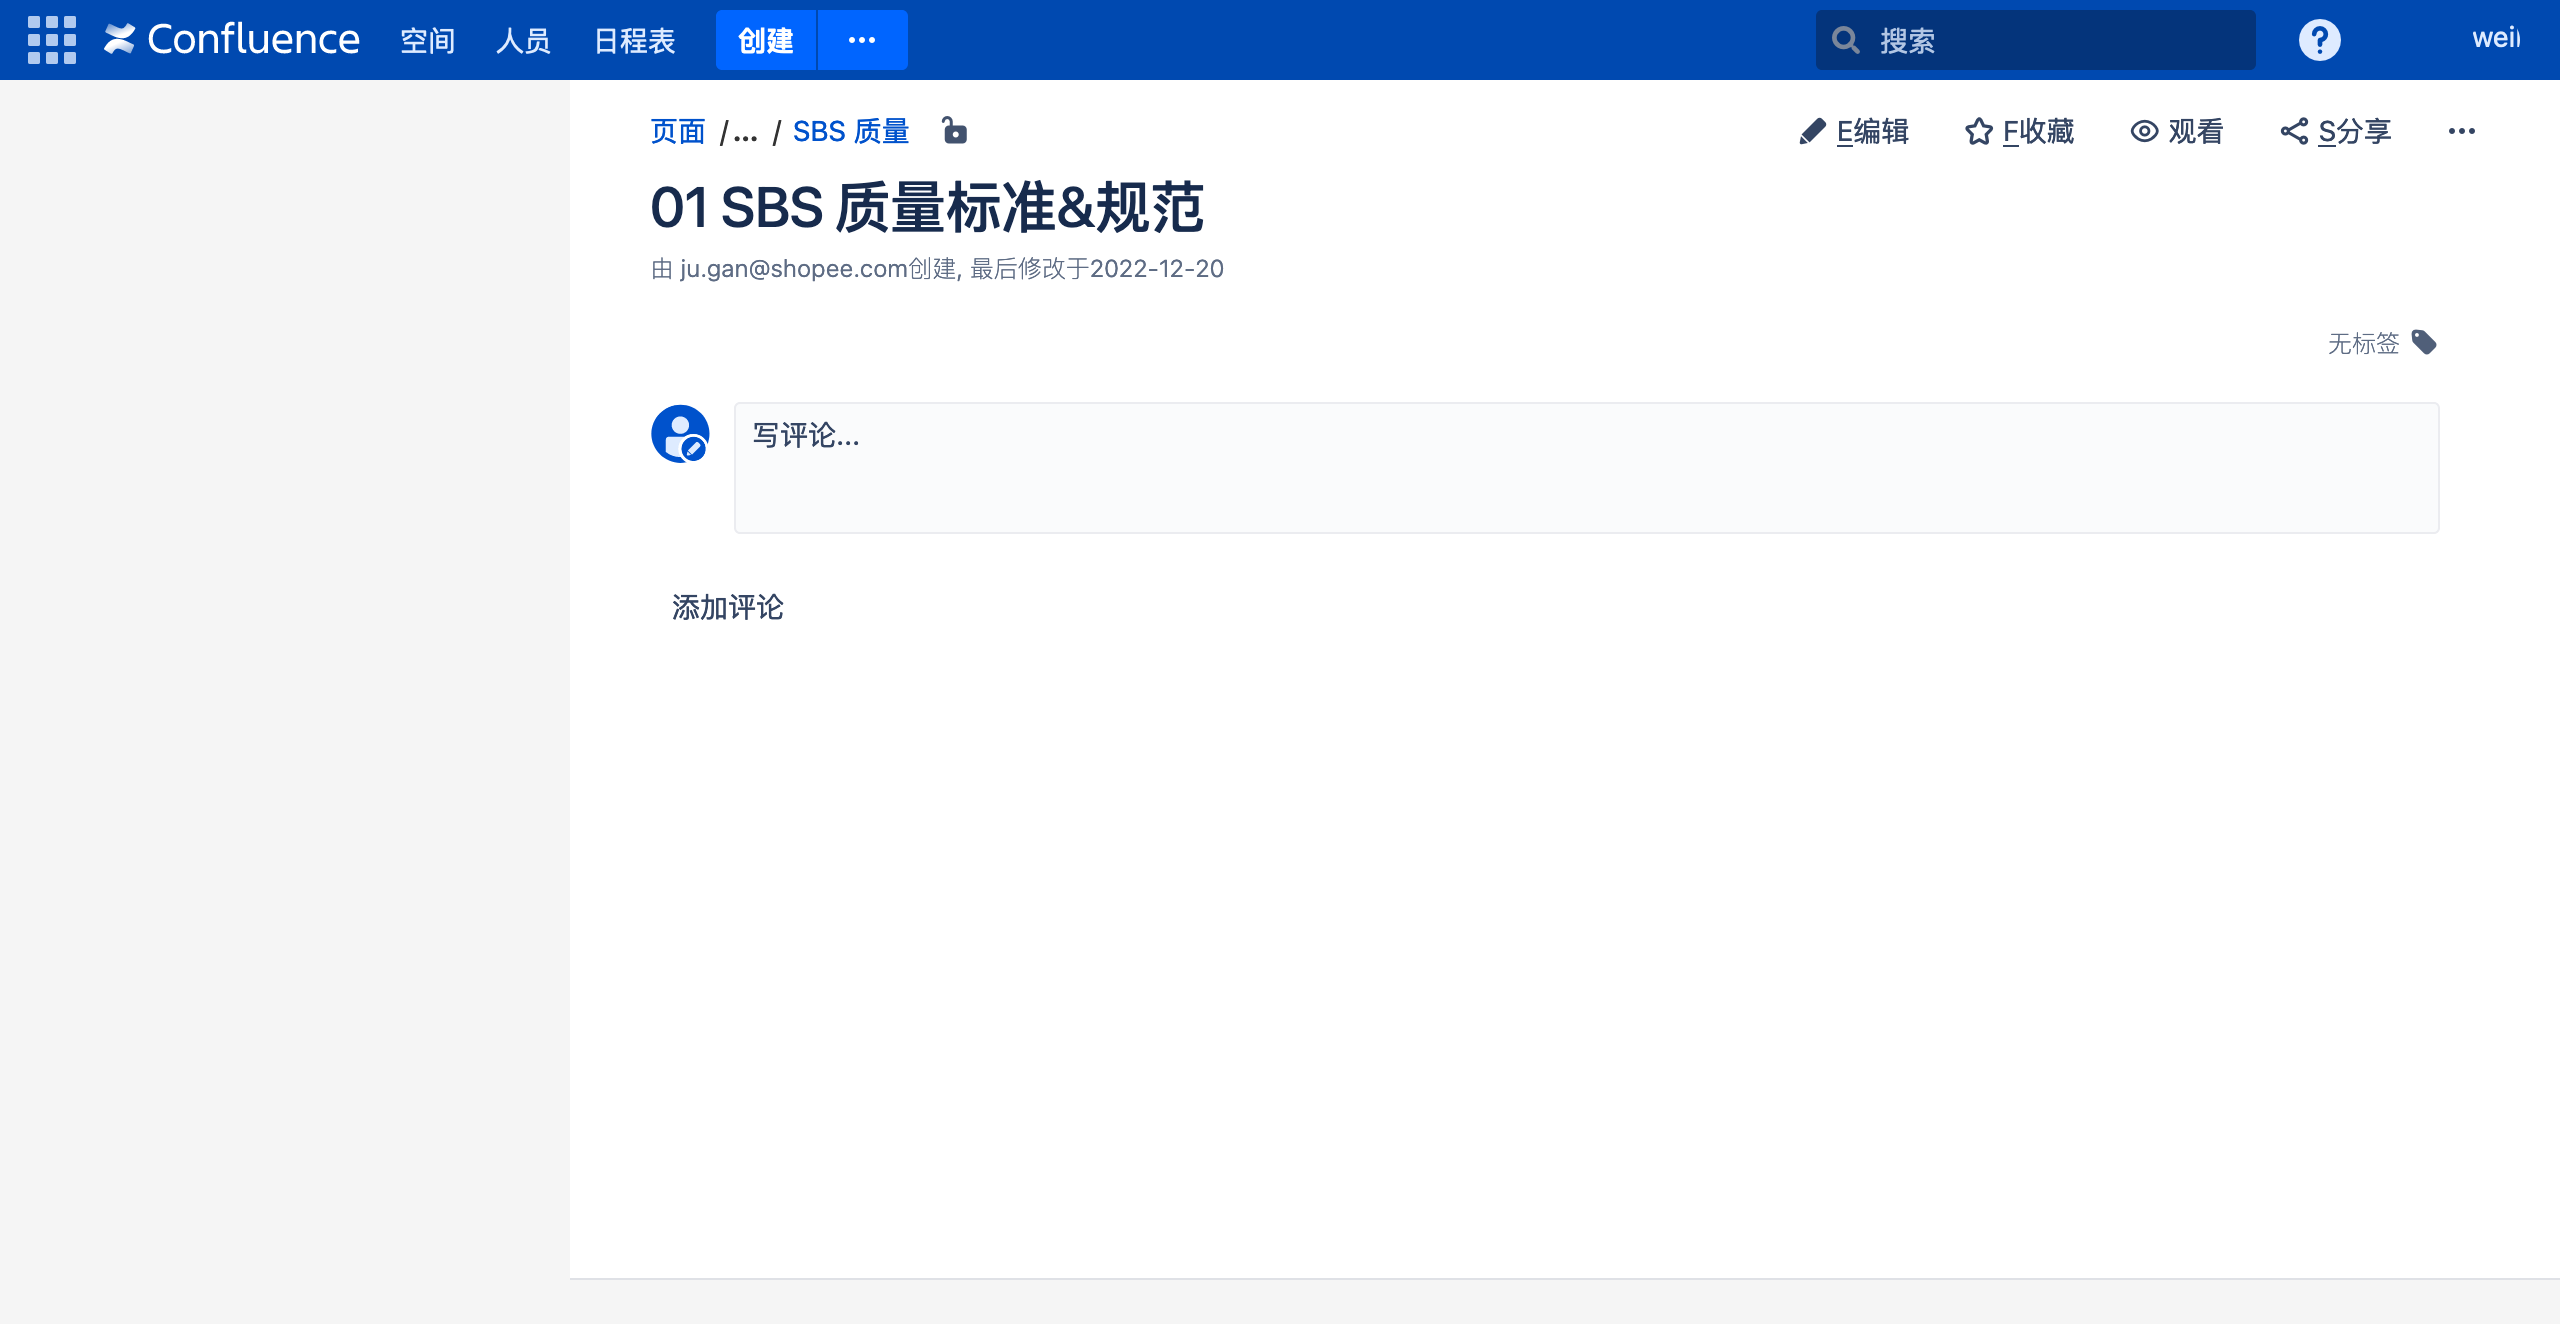 Confluence 空间 人员 日程表 创建 ··· 搜索 ? wei
页面 /... / SBS 质量 E编辑 F收藏 观看 S分享 ···
01 SBS 质量标准&规范
由 ju.gan@shopee.com创建, 最后修改于2022-12-20
无标签
写评论...
添加评论